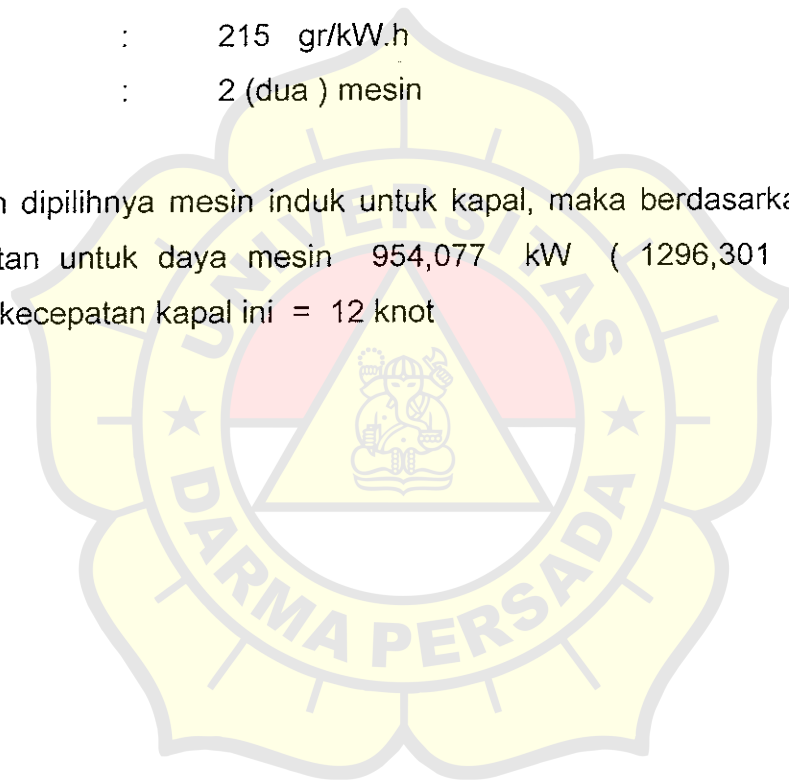 : 215 gr/kW.h
: 2 (dua ) mesin
n dipilihnya mesin induk untuk kapal, maka berdasarka
tan untuk daya mesin 954,077 kW ( 1296,301
kecepatan kapal ini = 12 knot
UNIVERSITAS
DARMA PERSADA